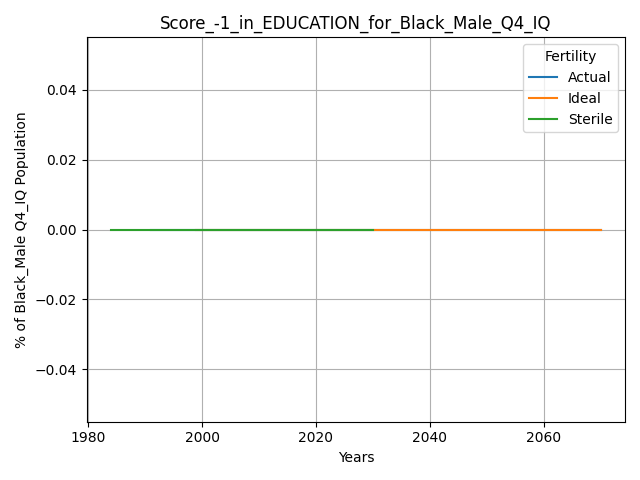 Score_-1_in_EDUCATION_for_Black_Male_Q4_IQ
% of Black_Male Q4_IQ Population
0.04
0.02
0.00
−0.02
−0.04
Fertility
Actual
Ideal
Sterile
1980 2000 2020 2040 2060
Years